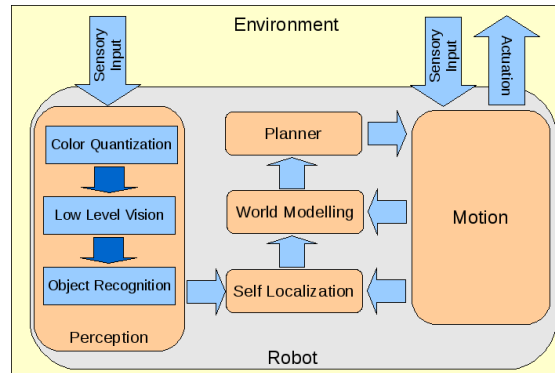 Environment
Sensory
Input
Sensory
Input
Actuation
Color Quantization
Low Level Vision
Object Recognition
Perception
Planner
World Modelling
Self Localization
Motion
Robot